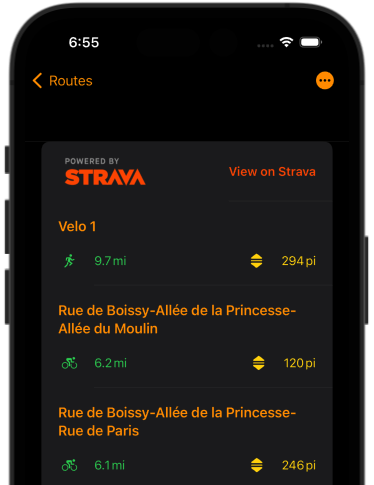 6:55
Routes
POWERED BY
STRAVA
View on Strava
Velo 1
9.7 mi
294 pi
Rue de Boissy-Allée de la Princesse-
Allée du Moulin
6.2 mi
120 pi
Rue de Boissy-Allée de la Princesse-
Rue de Paris
6.1 mi
246 pi